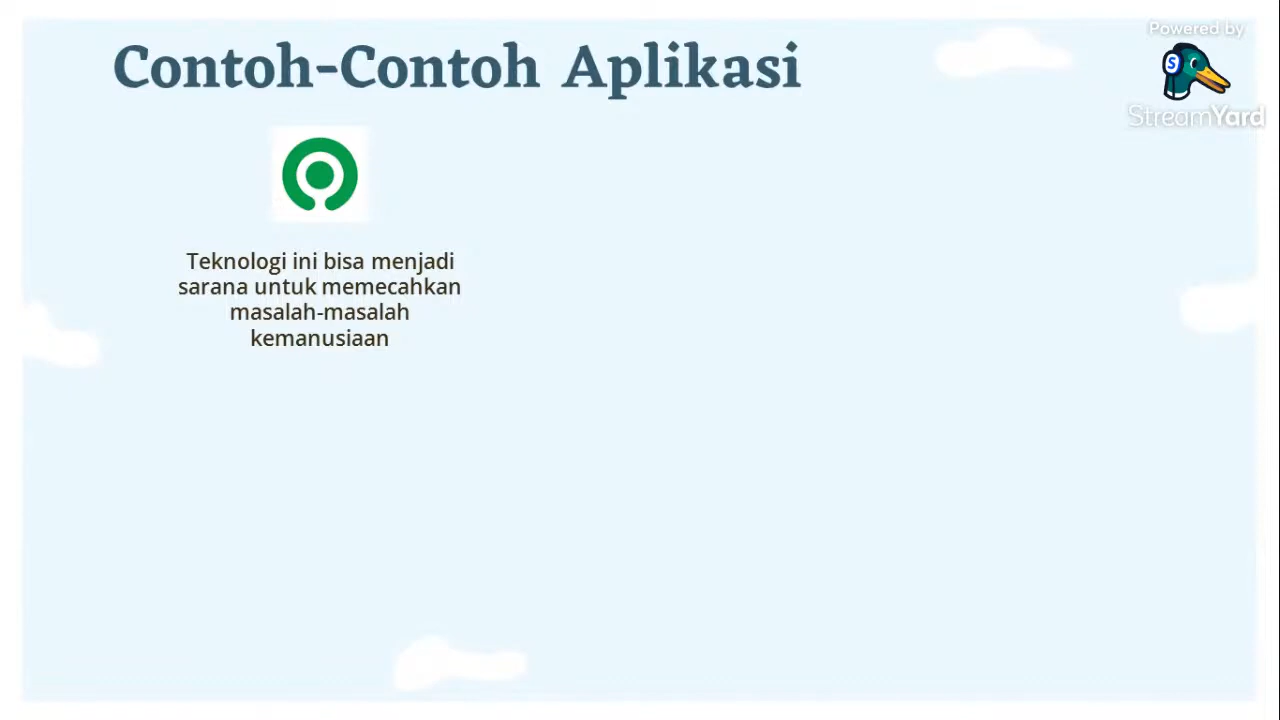 Contoh-Contoh Aplikasi
Powered by
S
StreamYard
Teknologi ini bisa menjadi
sarana untuk memecahkan
masalah-masalah
kemanusiaan